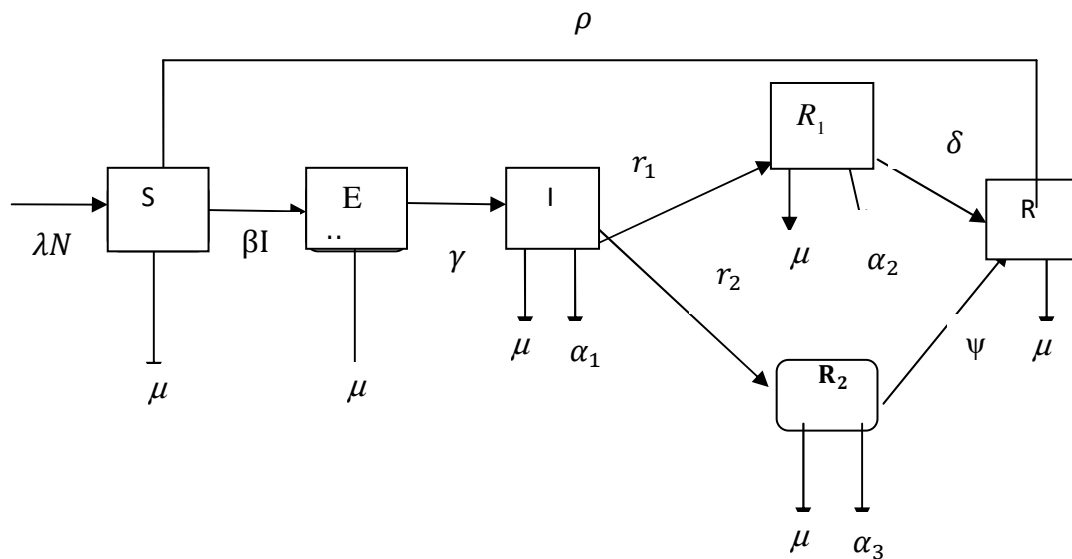 ρ
R₁
δ
r₁
S
E
I
R
λN
βI
..
γ
r₂
μ
α₂
μ
α₁
ψ
μ
μ
μ
R₂
μ
α₃